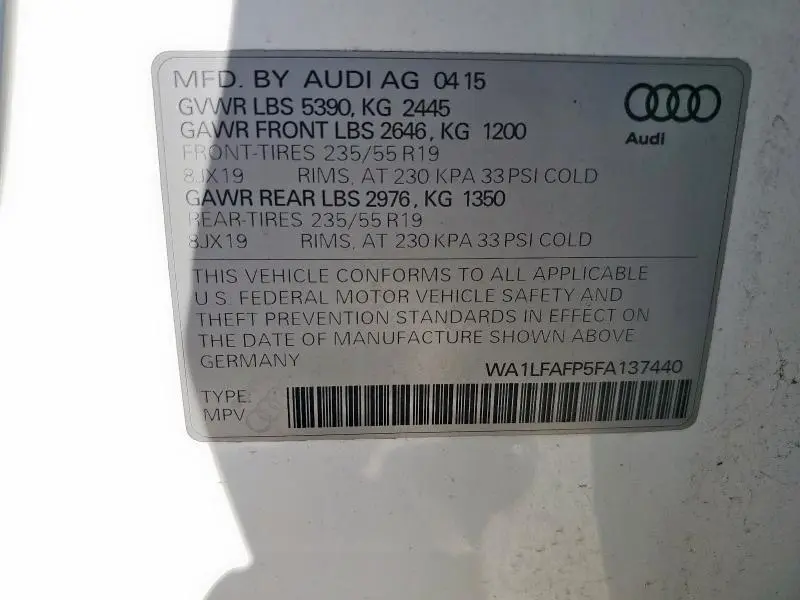 MFD. BY AUDI AG 04 15
GVWR LBS 5390, KG 2445
GAWR FRONT LBS 2646, KG 1200
FRONT-TIRES 235/55 R19
8JX19 RIMS, AT 230 KPA 33 PSI COLD
GAWR REAR LBS 2976, KG 1350
REAR-TIRES 235/55 R19
8JX19 RIMS, AT 230 KPA 33 PSI COLD
Audi
THIS VEHICLE CONFORMS TO ALL APPLICABLE
U.S. FEDERAL MOTOR VEHICLE SAFETY AND
THEFT PREVENTION STANDARDS IN EFFECT ON
THE DATE OF MANUFACTURE SHOWN ABOVE.
GERMANY
WA1LFAFP5FA137440
TYPE:
MPV